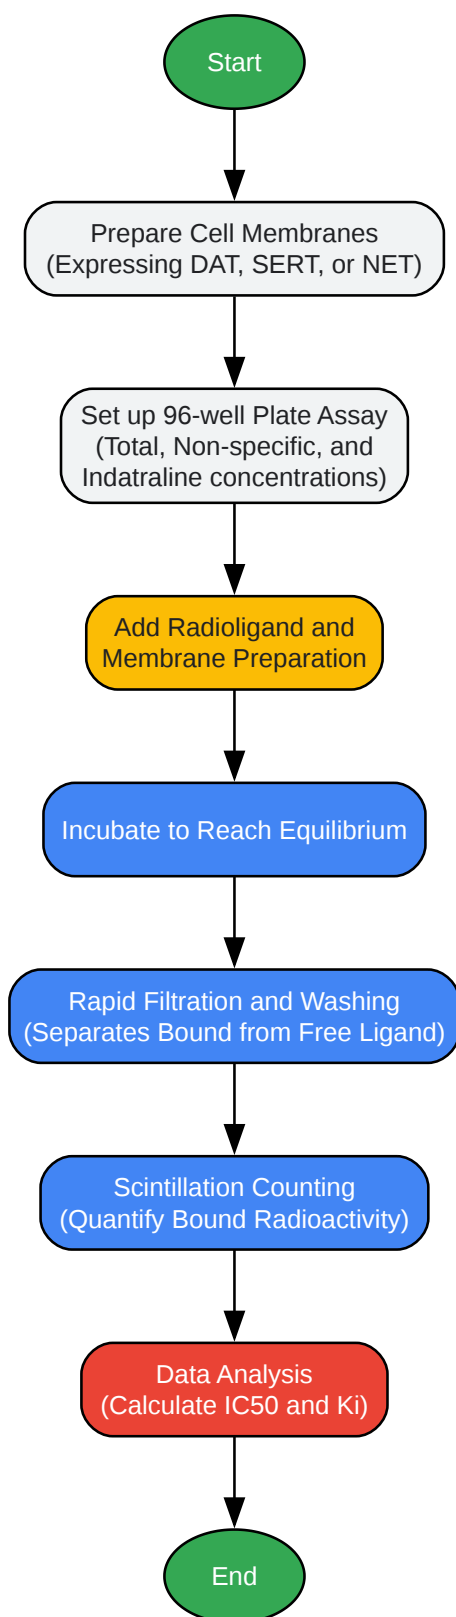 Start
Prepare Cell Membranes
(Expressing DAT, SERT, or NET)
Set up 96-well Plate Assay
(Total, Non-specific, and
Indatraline concentrations)
Add Radioligand and
Membrane Preparation
Incubate to Reach Equilibrium
Rapid Filtration and Washing
(Separates Bound from Free Ligand)
Scintillation Counting
(Quantify Bound Radioactivity)
Data Analysis
(Calculate IC50 and Ki)
End